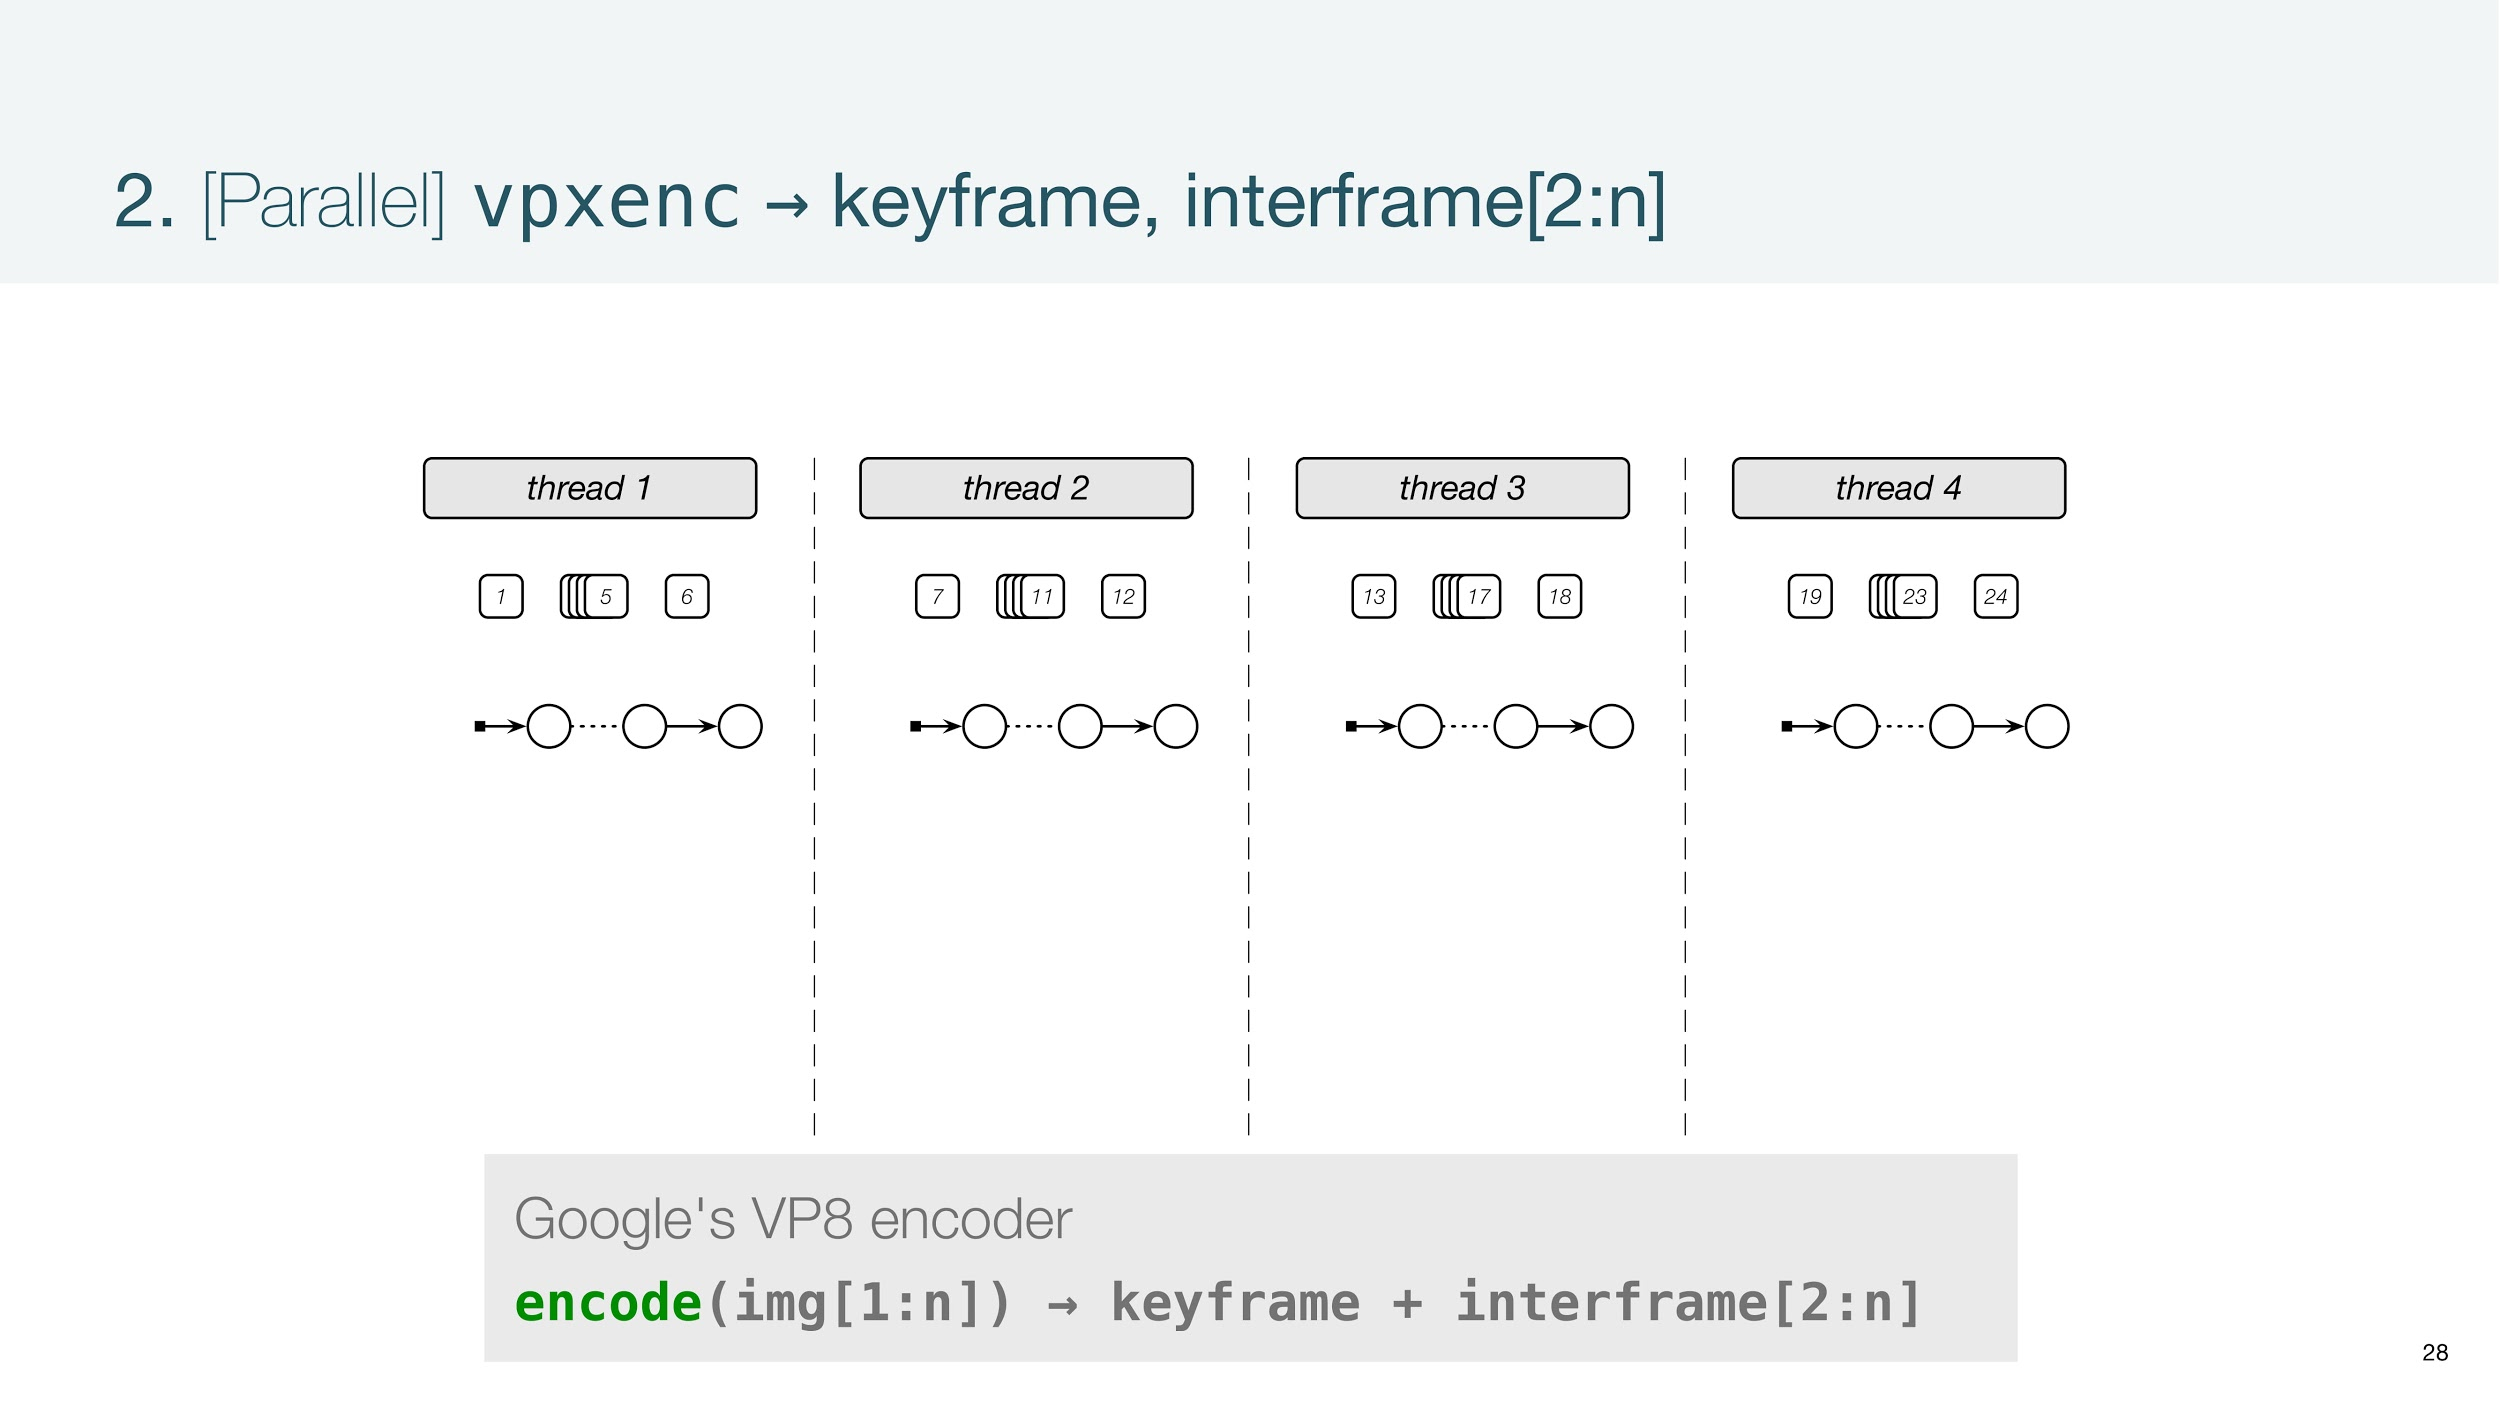 2. [Parallel] vpxenc → keyframe, interframe[2:n]
thread 1 thread 2 thread 3 thread 4
1 5 6 7 11 12 13 17 18 19 23 24
Google's VP8 encoder
encode(img[1:n]) → keyframe + interframe[2:n]
28